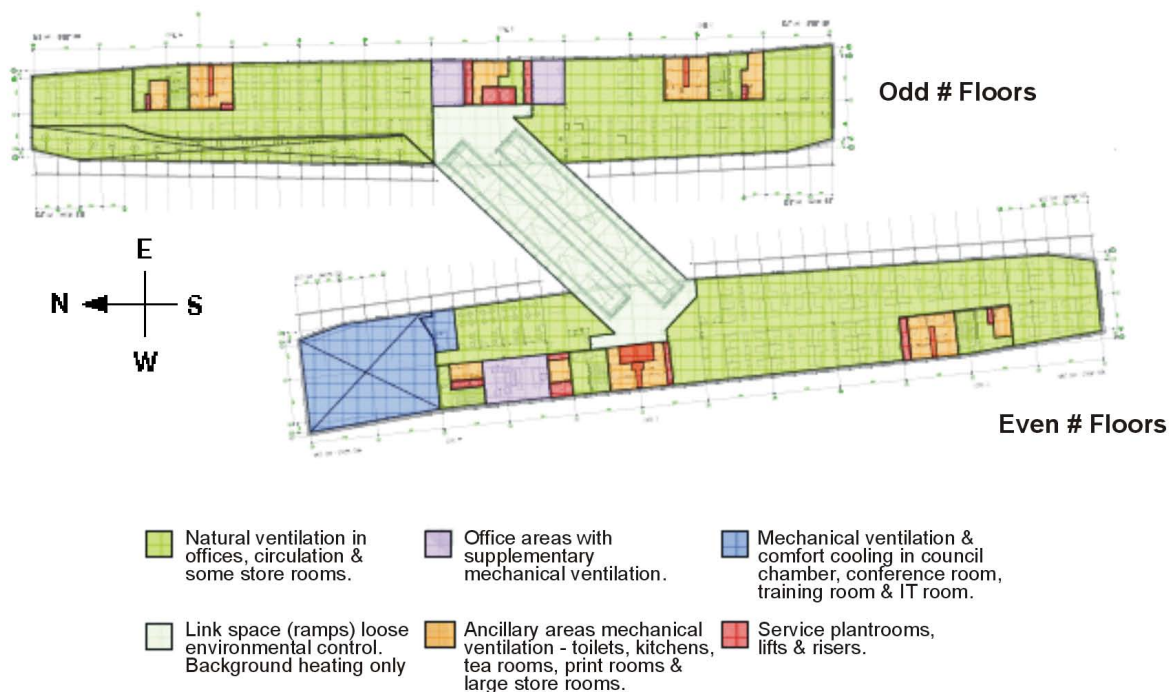 Odd # Floors
E
N
S
W
Even # Floors
Natural ventilation in
offices, circulation &
some store rooms.
Office areas with
supplementary
mechanical ventilation.
Mechanical ventilation &
comfort cooling in council
chamber, conference room,
training room & IT room.
Link space (ramps) loose
environmental control.
Background heating only
Ancillary areas mechanical
ventilation - toilets, kitchens,
tea rooms, print rooms &
large store rooms.
Service plantrooms,
lifts & risers.